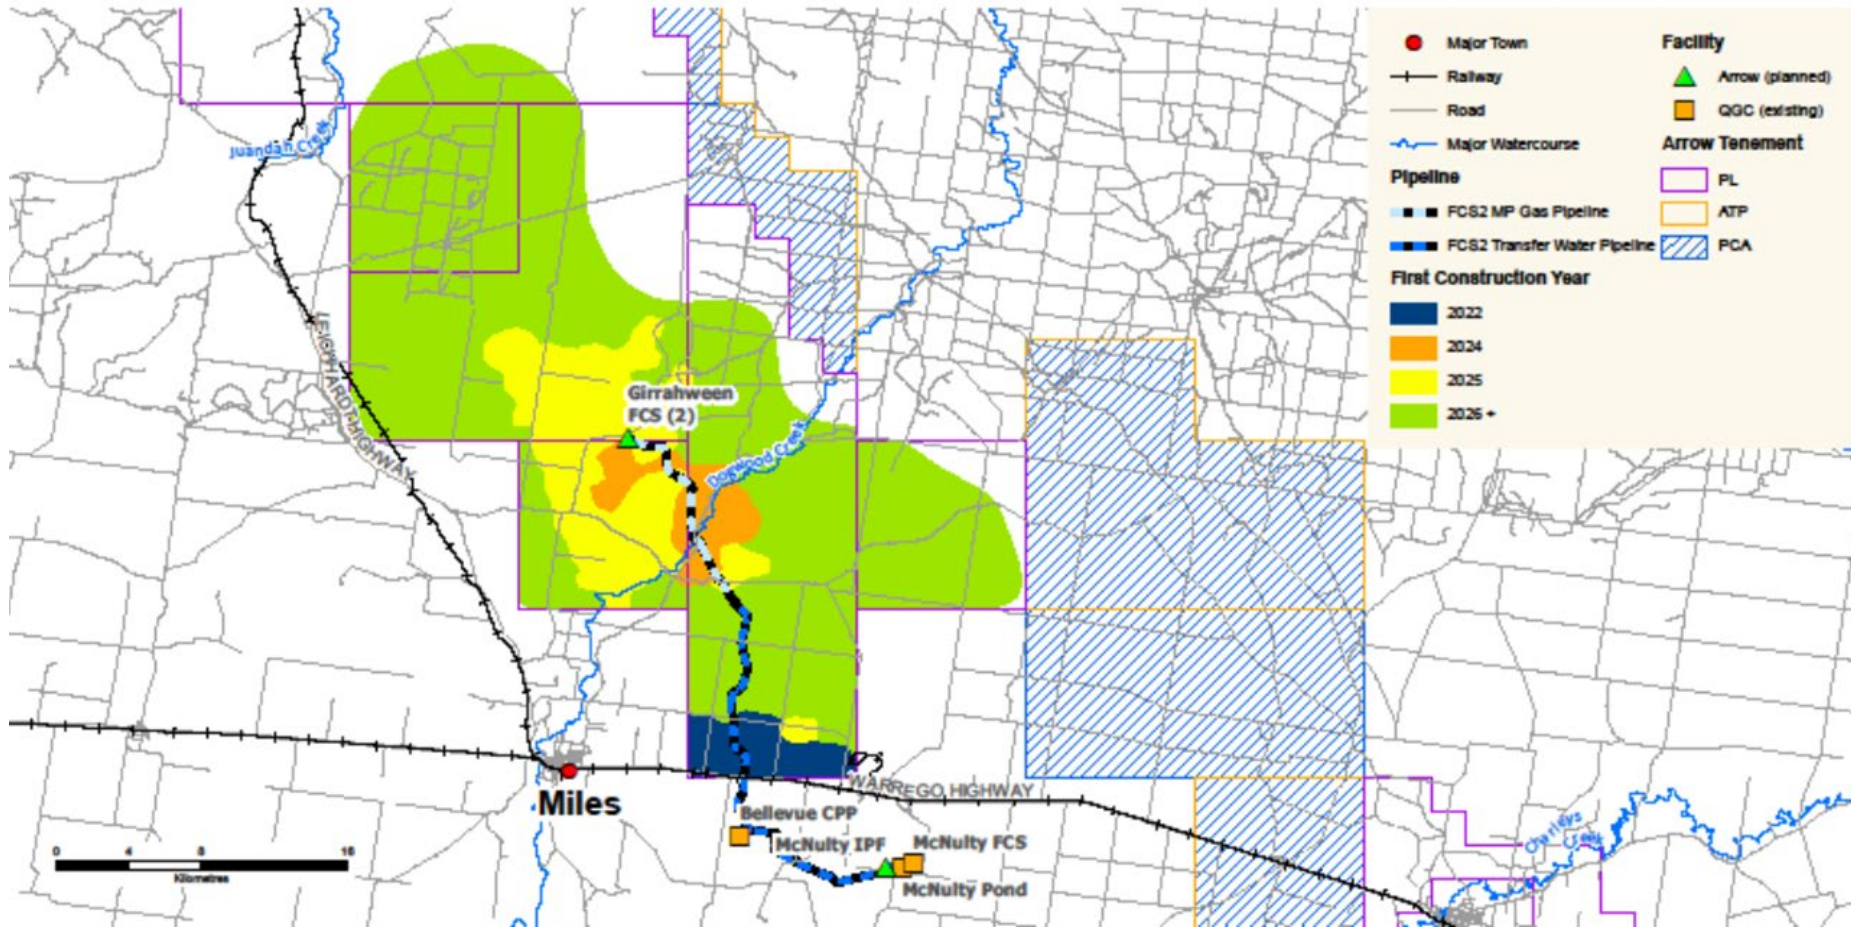 Juandah Creek
LEICHHARDT HIGHWAY
Girrahween
FCS (2)
Dogwood Creek
Miles
WARREGO HIGHWAY
Bellevue CPP
McNulty IPF
McNulty FCS
McNulty Pond
Charleys
Creek
0 4 8 16
Kilometres
Major Town
Railway
Road
Major Watercourse
Pipeline
FCS2 MP Gas Pipeline
FCS2 Transfer Water Pipeline
First Construction Year
2022
2024
2025
2026 +
Facility
Arrow (planned)
QGC (existing)
Arrow Tenement
PL
ATP
PCA